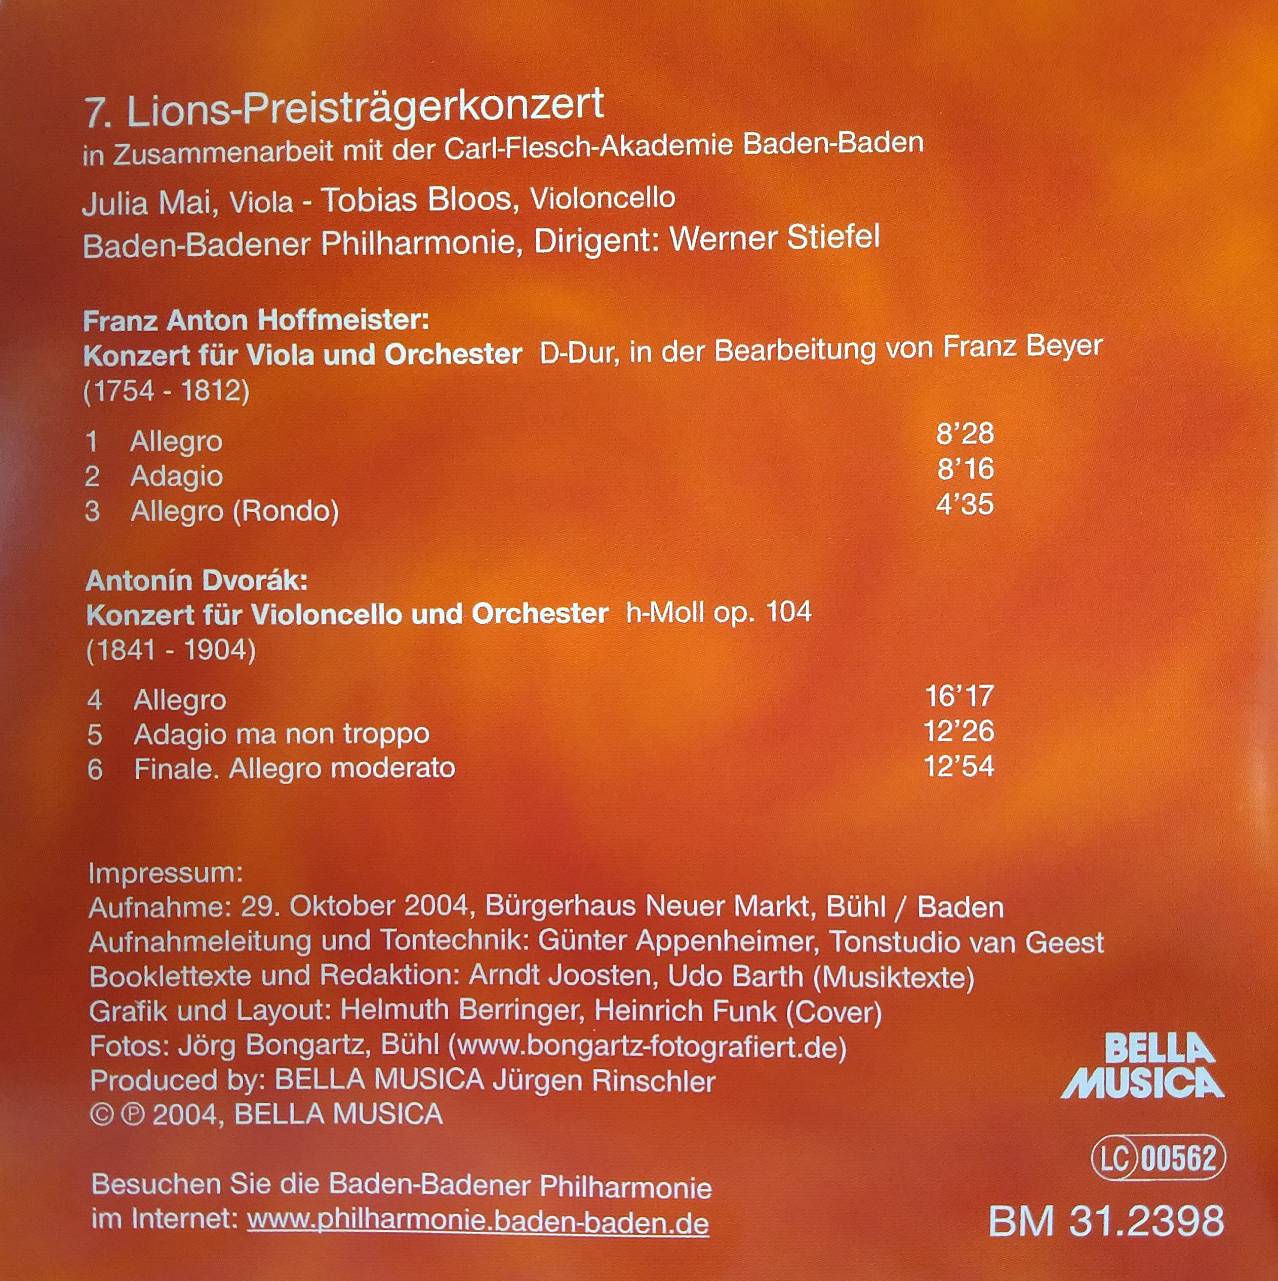 7. Lions-Preisträgerkonzert
in Zusammenarbeit mit der Carl-Flesch-Akademie Baden-Baden
Julia Mai, Viola - Tobias Bloos, Violoncello
Baden-Badener Philharmonie, Dirigent: Werner Stiefel
Franz Anton Hoffmeister:
Konzert für Viola und Orchester D-Dur, in der Bearbeitung von Franz Beyer
(1754 - 1812)
1 Allegro 8’28
2 Adagio 8’16
3 Allegro (Rondo) 4’35
Antonín Dvorák:
Konzert für Violoncello und Orchester h-Moll op. 104
(1841 - 1904)
4 Allegro 16’17
5 Adagio ma non troppo 12’26
6 Finale. Allegro moderato 12’54
Impressum:
Aufnahme: 29. Oktober 2004, Bürgerhaus Neuer Markt, Bühl / Baden
Aufnahmeleitung und Tontechnik: Günter Appenheimer, Tonstudio van Geest
Booklettexte und Redaktion: Arndt Joosten, Udo Barth (Musiktexte)
Grafik und Layout: Helmuth Berringer, Heinrich Funk (Cover)
Fotos: Jörg Bongartz, Bühl (www.bongartz-fotografiert.de)
Produced by: BELLA MUSICA Jürgen Rinschler
© ℗ 2004, BELLA MUSICA
BELLA
MUSICA
LC 00562
Besuchen Sie die Baden-Badener Philharmonie
im Internet: www.philharmonie.baden-baden.de
BM 31.2398